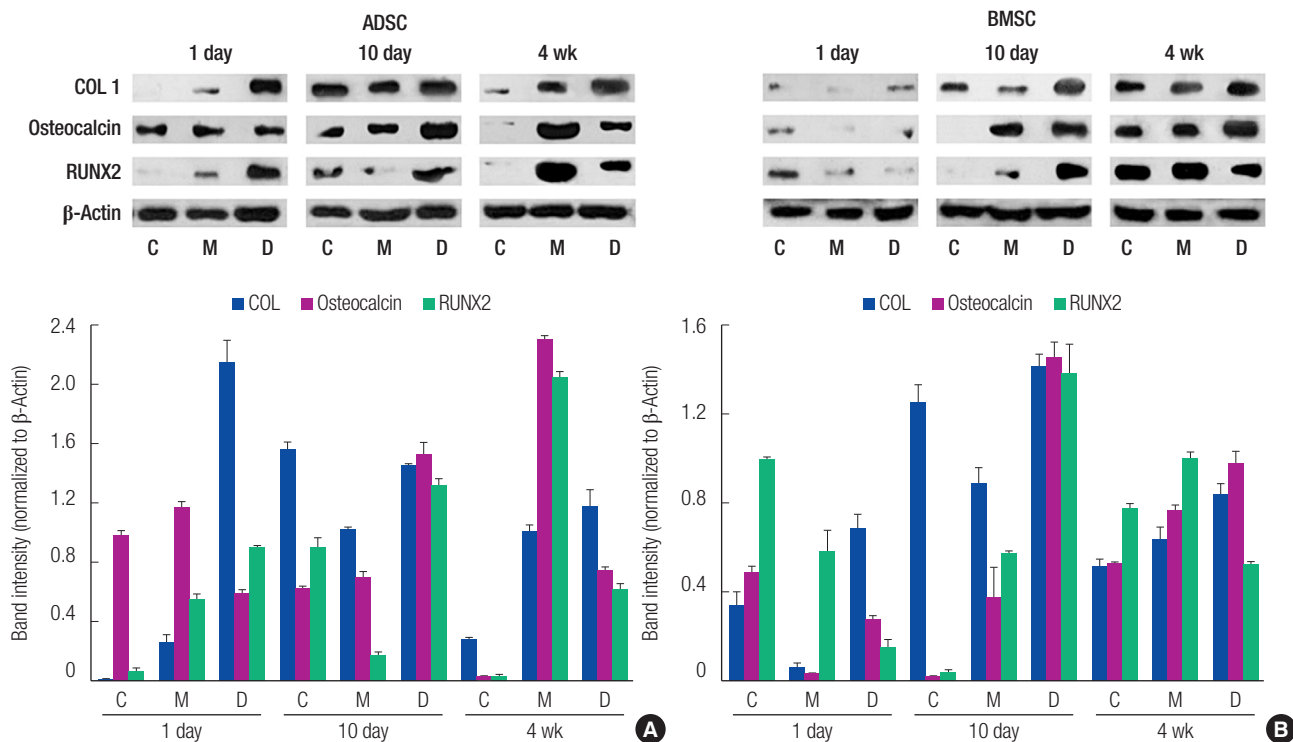 ADSC
1 day 10 day 4 wk
COL 1
Osteocalcin
RUNX2
β-Actin
C M D C M D C M D
BMSC
1 day 10 day 4 wk
C M D C M D C M D
COL Osteocalcin RUNX2
Band intensity (normalized to β-Actin)
2.4
2.0
1.6
1.2
0.8
0.4
0
C M D C M D C M D
1 day 10 day 4 wk
A
COL Osteocalcin RUNX2
Band intensity (normalized to β-Actin)
1.6
1.2
0.8
0.4
0
C M D C M D C M D
1 day 10 day 4 wk
B